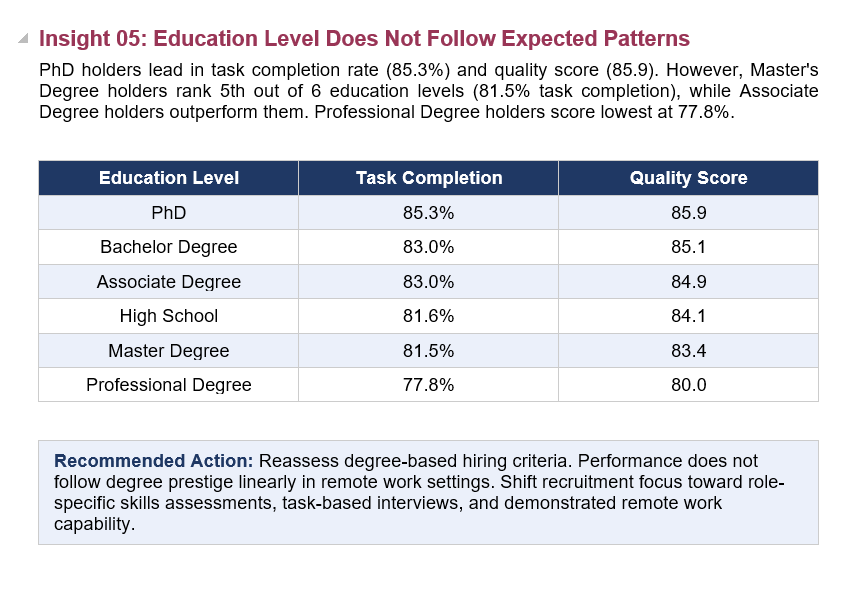 Insight 05: Education Level Does Not Follow Expected Patterns
PhD holders lead in task completion rate (85.3%) and quality score (85.9). However, Master's
Degree holders rank 5th out of 6 education levels (81.5% task completion), while Associate
Degree holders outperform them. Professional Degree holders score lowest at 77.8%.
Education Level Task Completion Quality Score
PhD 85.3% 85.9
Bachelor Degree 83.0% 85.1
Associate Degree 83.0% 84.9
High School 81.6% 84.1
Master Degree 81.5% 83.4
Professional Degree 77.8% 80.0
Recommended Action: Reassess degree-based hiring criteria. Performance does not
follow degree prestige linearly in remote work settings. Shift recruitment focus toward role-
specific skills assessments, task-based interviews, and demonstrated remote work
capability.